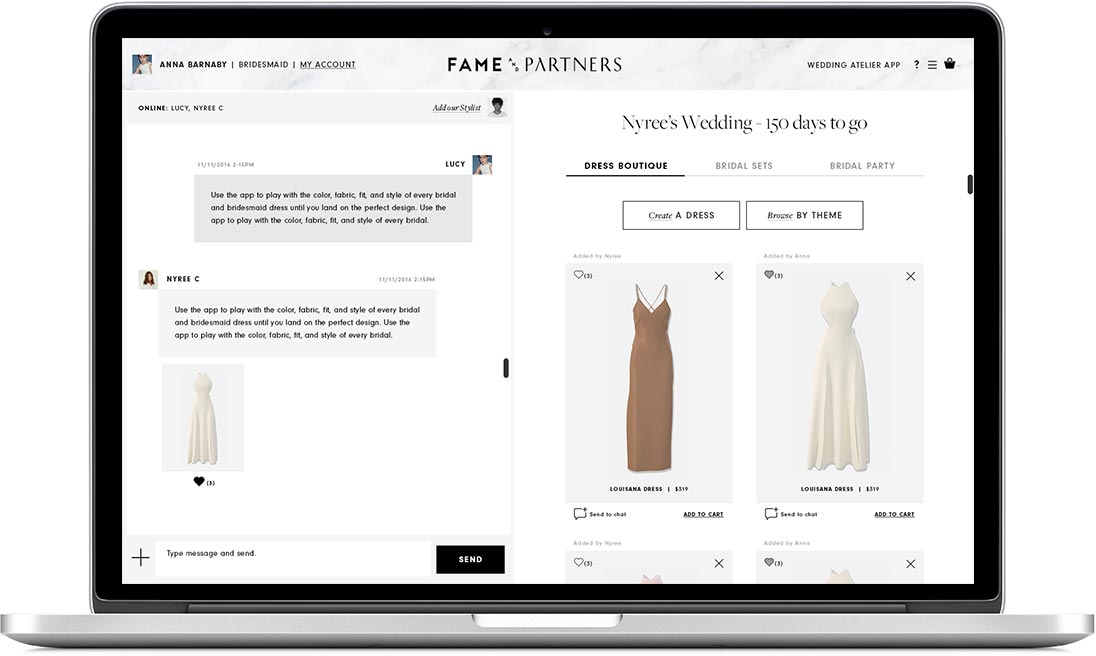 ANNA BARNABY | BRIDESMAID | MY ACCOUNT
FAME AND PARTNERS
WEDDING ATELIER APP ?
ONLINE: LUCY, NYREE C
Add our Stylist
11/11/2016 2:15PM
LUCY
Use the app to play with the color, fabric, fit, and style of every bridal
and bridesmaid dress until you land on the perfect design. Use the
app to play with the color, fabric, fit, and style of every bridal.
NYREE C
11/11/2016 2:15PM
Use the app to play with the color, fabric, fit, and style of every bridal
and bridesmaid dress until you land on the perfect design. Use the
app to play with the color, fabric, fit, and style of every bridal.
(3)
Type message and send.
SEND
Nyree's Wedding - 150 days to go
DRESS BOUTIQUE
BRIDAL SETS
BRIDAL PARTY
Create A DRESS
Browse BY THEME
Added by Nyree
(3)
LOUISANA DRESS | $319
Send to chat
ADD TO CART
Added by Anna
(3)
LOUISANA DRESS | $319
Send to chat
ADD TO CART
Added by Nyree
(3)
Added by Anna
(3)